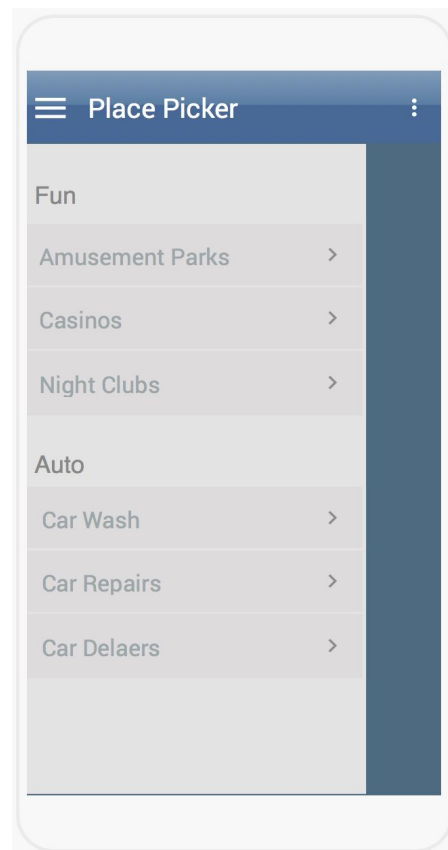 Place Picker
Fun
Amusement Parks
Casinos
Night Clubs
Auto
Car Wash
Car Repairs
Car Delaers